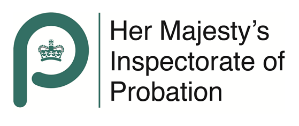 Her Majesty's
Inspectorate of
Probation